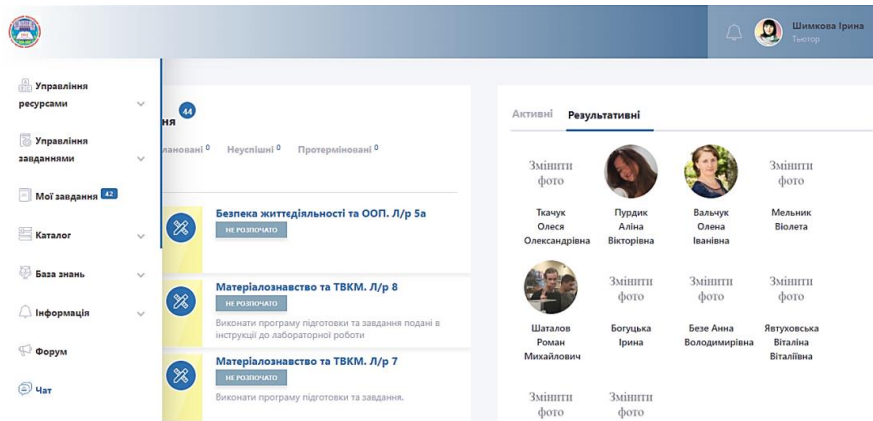 Шимкова Ірина
Тьютор
Управління
ресурсами
Управління
завданнями
Мої завдання 42
Каталог
База знань
Інформація
Форум
Чат
ня 44
лановані 0 Неуспішні 0 Протерміновані 0
Безпека життєдіяльності та ООП. Л/р 5а
НЕ РОЗПОЧАТО
Матеріалознавство та ТВКМ. Л/р 8
НЕ РОЗПОЧАТО
Виконати програму підготовки та завдання подані в
інструкції до лабораторної роботи
Матеріалознавство та ТВКМ. Л/р 7
НЕ РОЗПОЧАТО
Виконати програму підготовки та завдання.
Активні Результативні
Змінити
фото
Змінити
фото
Ткачук
Олеся
Олександрівна
Пурдик
Аліна
Вікторівна
Вальчук
Олена
Іванівна
Мельник
Віолета
Змінити
фото
Змінити
фото
Змінити
фото
Шаталов
Роман
Михайлович
Богуцька
Ірина
Безе Анна
Володимирівна
Явтуховська
Віталіна
Віталіївна
Змінити
фото
Змінити
фото